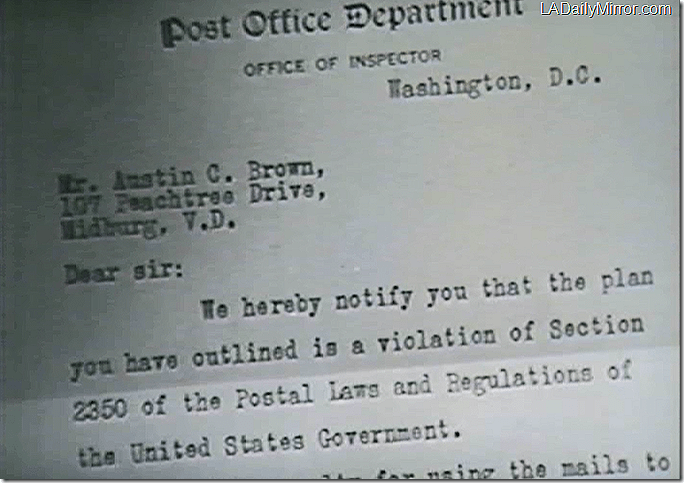 LADailyMirror.com
Post Office Department
OFFICE OF INSPECTOR
Washington, D.C.
Mr. Austin C. Brown,
107 Peachtree Drive,
Midburg, V.D.
Dear sir:
We hereby notify you that the plan
you have outlined is a violation of Section
2350 of the Postal Laws and Regulations of
the United States Government.
for using the mails to